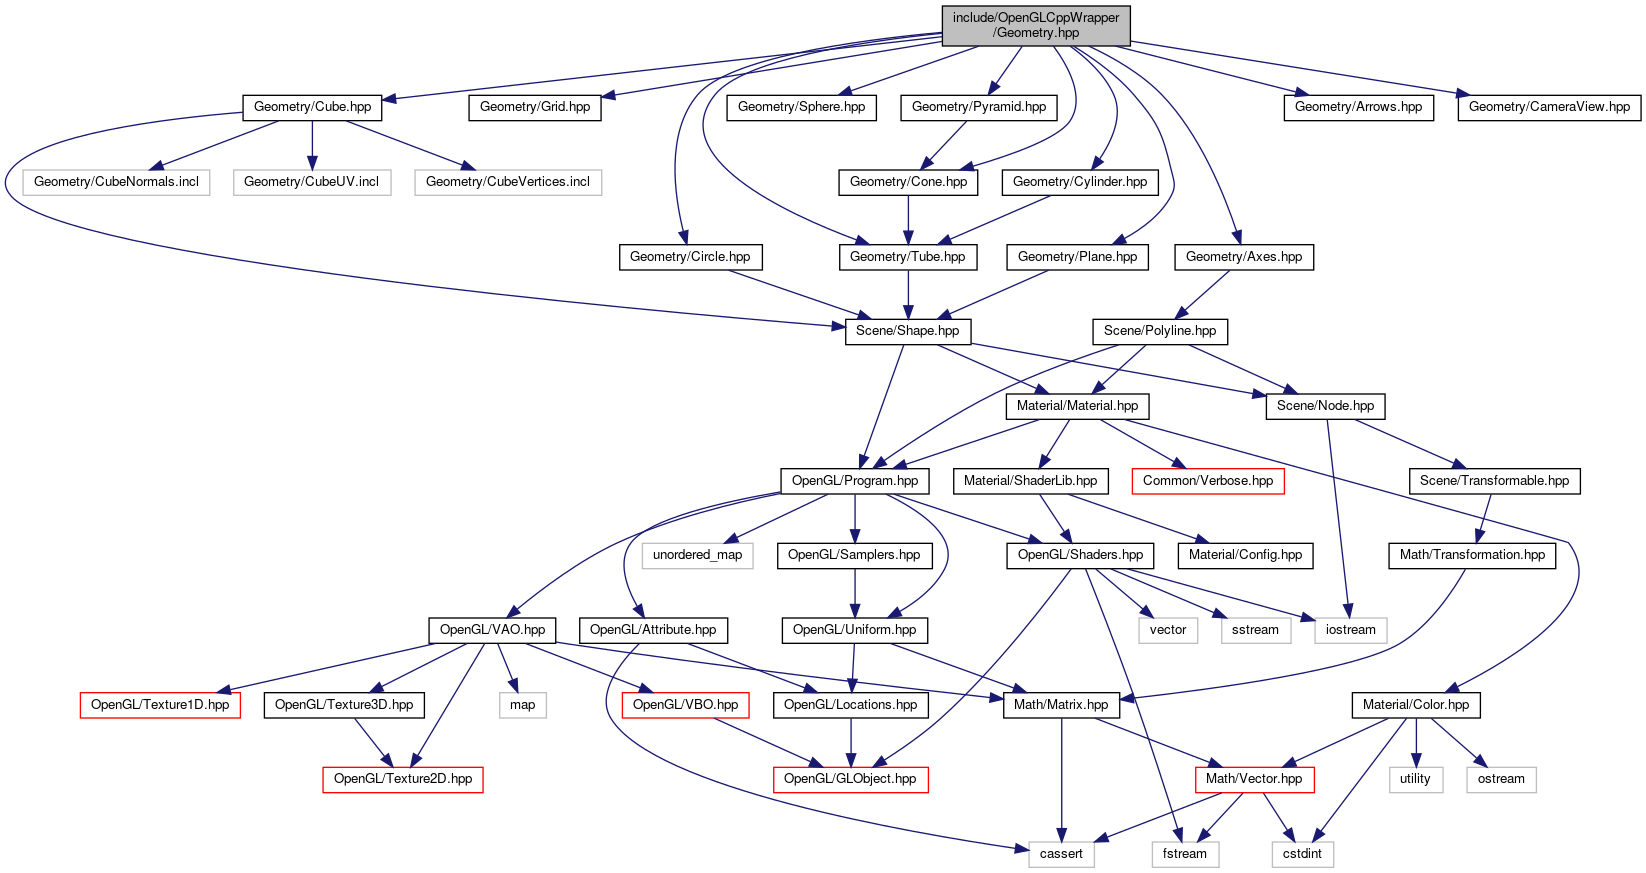 include/OpenGLCppWrapper
/Geometry.hpp
Geometry/Cube.hpp
Geometry/Grid.hpp
Geometry/Sphere.hpp
Geometry/Pyramid.hpp
Geometry/Arrows.hpp
Geometry/CameraView.hpp
Geometry/CubeNormals.incl
Geometry/CubeUV.incl
Geometry/CubeVertices.incl
Geometry/Cone.hpp
Geometry/Cylinder.hpp
Geometry/Circle.hpp
Geometry/Tube.hpp
Geometry/Plane.hpp
Geometry/Axes.hpp
Scene/Shape.hpp
Scene/Polyline.hpp
Material/Material.hpp
Scene/Node.hpp
OpenGL/Program.hpp
Material/ShaderLib.hpp
Common/Verbose.hpp
Scene/Transformable.hpp
unordered_map
OpenGL/Samplers.hpp
OpenGL/Shaders.hpp
Material/Config.hpp
Math/Transformation.hpp
OpenGL/VAO.hpp
OpenGL/Attribute.hpp
OpenGL/Uniform.hpp
vector
sstream
iostream
OpenGL/Texture1D.hpp
OpenGL/Texture3D.hpp
map
OpenGL/VBO.hpp
OpenGL/Locations.hpp
Math/Matrix.hpp
Material/Color.hpp
OpenGL/Texture2D.hpp
OpenGL/GLObject.hpp
Math/Vector.hpp
utility
ostream
cassert
fstream
cstdint